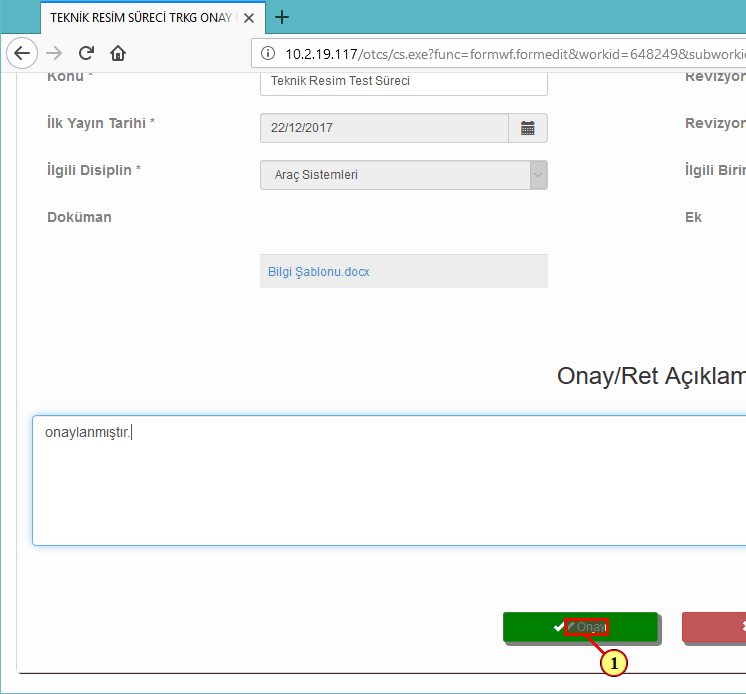 TEKNİK RESİM SÜRECİ TRKG ONAY
10.2.19.117/otcs/cs.exe?func=formwf.formedit&workid=648249&subworki
Konu *
Teknik Resim Test Süreci
Revizyon
İlk Yayın Tarihi *
22/12/2017
Revizyon
İlgili Disiplin *
Araç Sistemleri
İlgili Birin
Doküman
Ek
Bilgi Şablonu.docx
Onay/Ret Açıklam
onaylanmıştır.
Onay
1